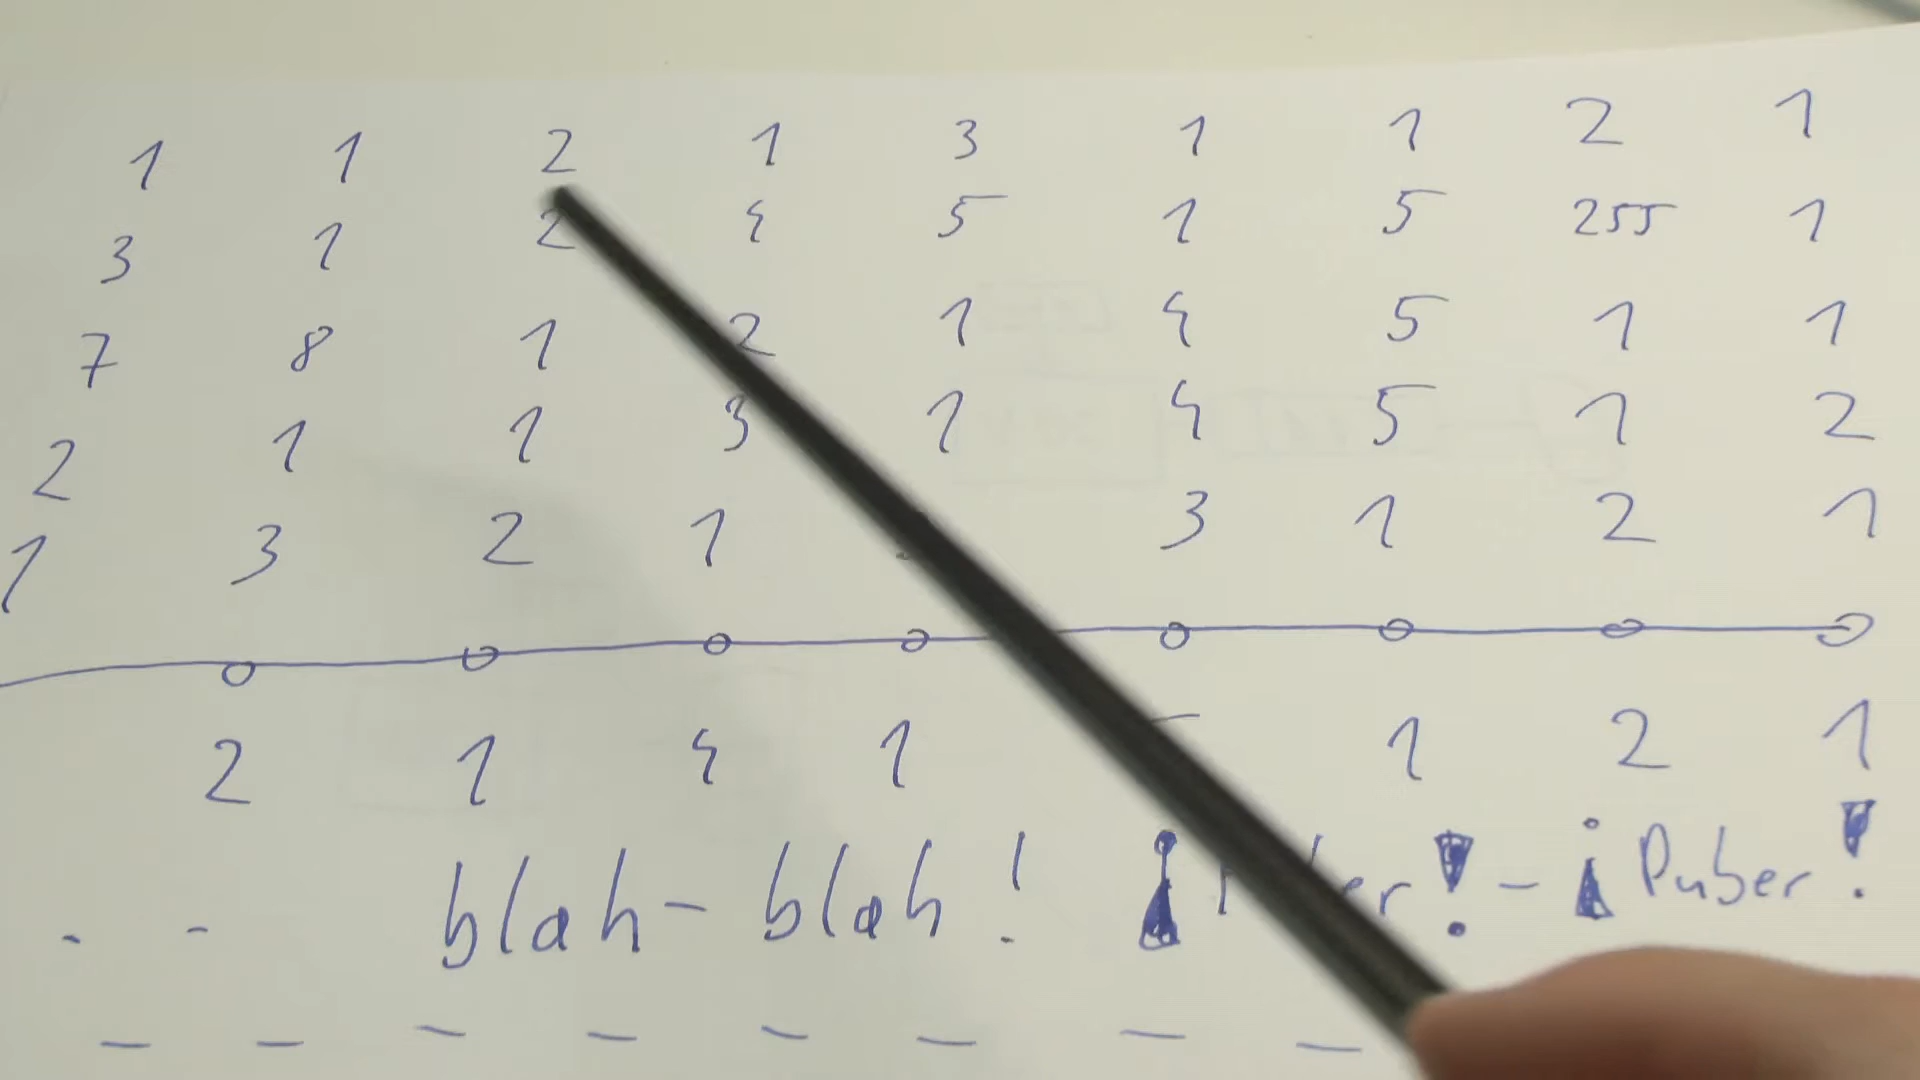 1 1 2 1 3 1 1 2 1
3 1 2 4 5 1 5 255 1
7 8 1 2 1 4 5 1 1
2 1 1 3 1 4 5 1 2
1 3 2 1 3 1 2 1
2 1 4 1 1 2 1
- - blah - blah! ¡ ! - ¡Puber!
- - - - - - - -